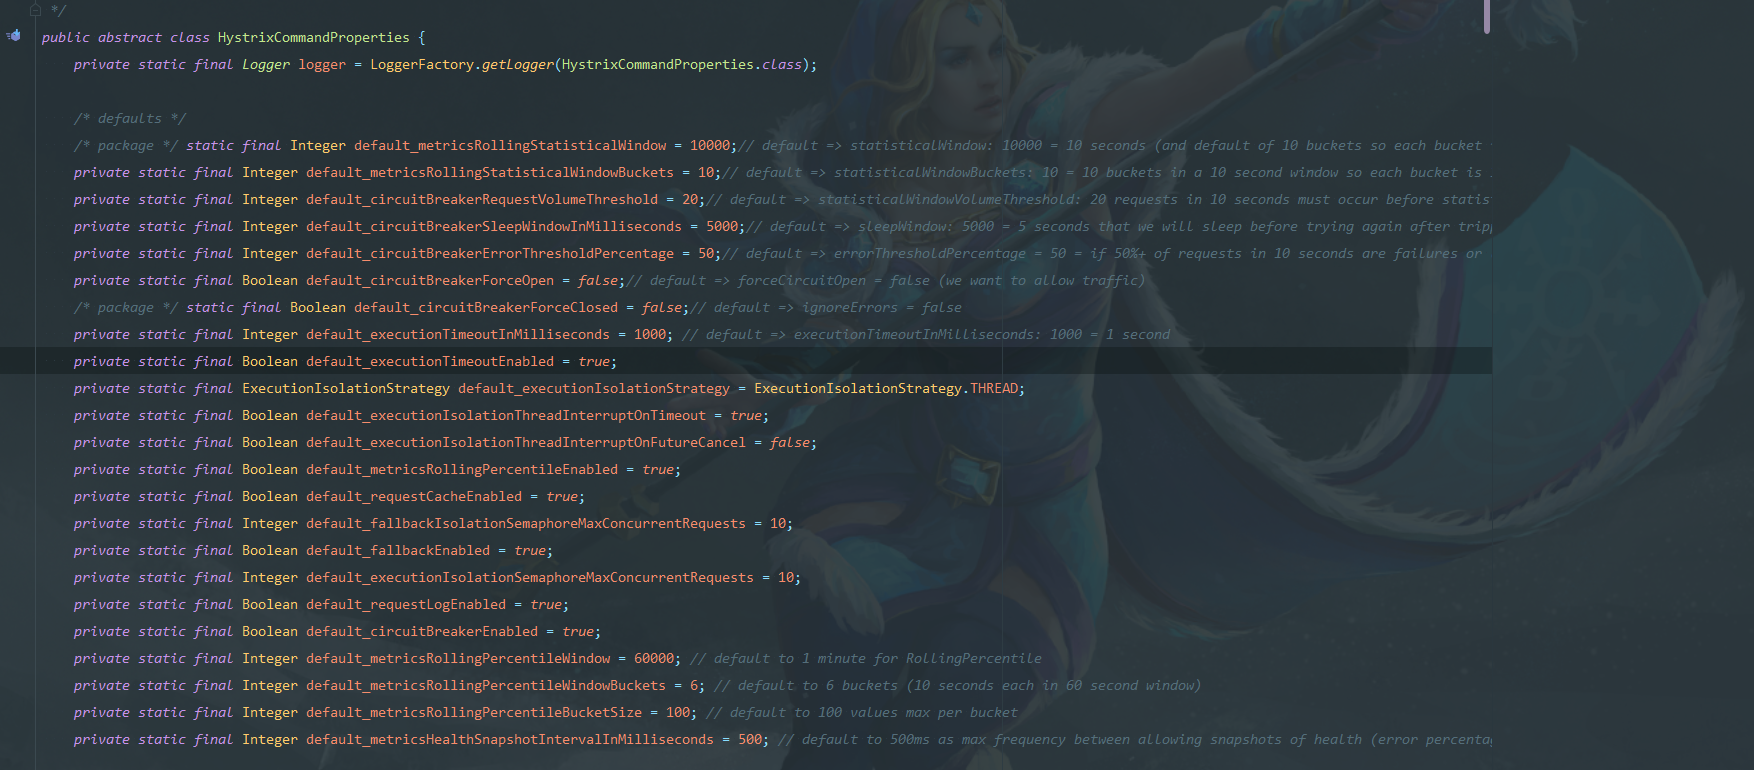 */
public abstract class HystrixCommandProperties {
private static final Logger logger = LoggerFactory.getLogger(HystrixCommandProperties.class);
/* defaults */
/* package */ static final Integer default_metricsRollingStatisticalWindow = 10000;// default => statisticalWindow: 10000 = 10 seconds (and default of 10 buckets so each bucket
private static final Integer default_metricsRollingStatisticalWindowBuckets = 10;// default => statisticalWindowBuckets: 10 = 10 buckets in a 10 second window so each bucket is
private static final Integer default_circuitBreakerRequestVolumeThreshold = 20;// default => statisticalWindowVolumeThreshold: 20 requests in 10 seconds must occur before statis
private static final Integer default_circuitBreakerSleepWindowInMilliseconds = 5000;// default => sleepWindow: 5000 = 5 seconds that we will sleep before trying again after tripp
private static final Integer default_circuitBreakerErrorThresholdPercentage = 50;// default => errorThresholdPercentage = 50 = if 50%+ of requests in 10 seconds are failures or
private static final Boolean default_circuitBreakerForceOpen = false;// default => forceCircuitOpen = false (we want to allow traffic)
/* package */ static final Boolean default_circuitBreakerForceClosed = false;// default => ignoreErrors = false
private static final Integer default_executionTimeoutInMilliseconds = 1000; // default => executionTimeoutInMilliseconds: 1000 = 1 second
private static final Boolean default_executionTimeoutEnabled = true;
private static final ExecutionIsolationStrategy default_executionIsolationStrategy = ExecutionIsolationStrategy.THREAD;
private static final Boolean default_executionIsolationThreadInterruptOnTimeout = true;
private static final Boolean default_executionIsolationThreadInterruptOnFutureCancel = false;
private static final Boolean default_metricsRollingPercentileEnabled = true;
private static final Boolean default_requestCacheEnabled = true;
private static final Integer default_fallbackIsolationSemaphoreMaxConcurrentRequests = 10;
private static final Boolean default_fallbackEnabled = true;
private static final Integer default_executionIsolationSemaphoreMaxConcurrentRequests = 10;
private static final Boolean default_requestLogEnabled = true;
private static final Boolean default_circuitBreakerEnabled = true;
private static final Integer default_metricsRollingPercentileWindow = 60000; // default to 1 minute for RollingPercentile
private static final Integer default_metricsRollingPercentileWindowBuckets = 6; // default to 6 buckets (10 seconds each in 60 second window)
private static final Integer default_metricsRollingPercentileBucketSize = 100; // default to 100 values max per bucket
private static final Integer default_metricsHealthSnapshotIntervalInMilliseconds = 500; // default to 500ms as max frequency between allowing snapshots of health (error percenta